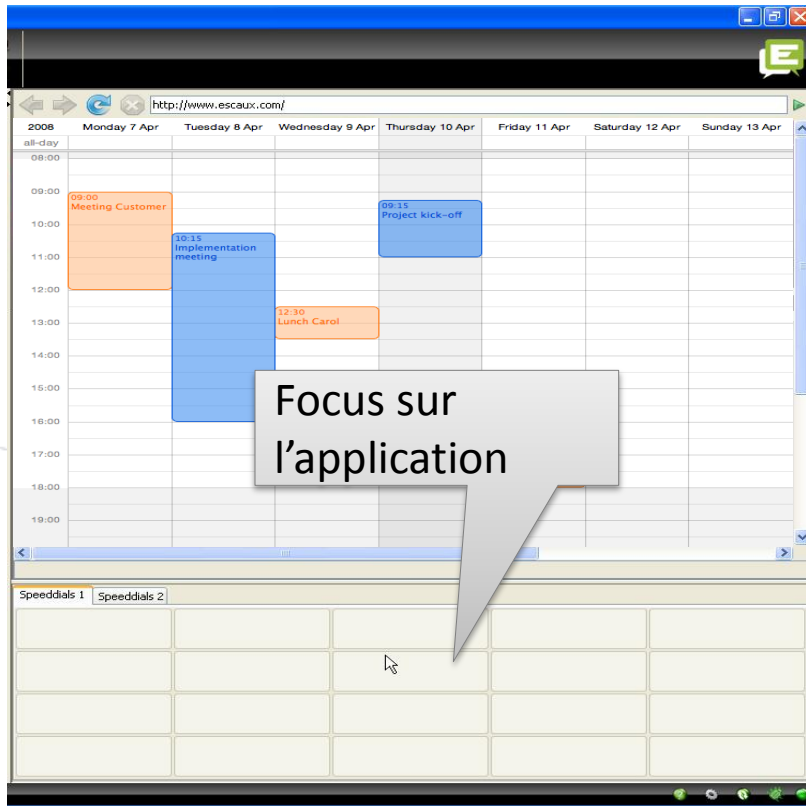 http://www.escaux.com/
2008 Monday 7 Apr Tuesday 8 Apr Wednesday 9 Apr Thursday 10 Apr Friday 11 Apr Saturday 12 Apr Sunday 13 Apr
all-day
08:00
09:00
09:00
Meeting Customer
09:15
Project kick-off
10:00
10:15
Implementation
meeting
11:00
12:00
12:30
Lunch Carol
13:00
14:00
15:00
16:00
17:00
18:00
19:00
Focus sur
l’application
Speeddials 1 Speeddials 2